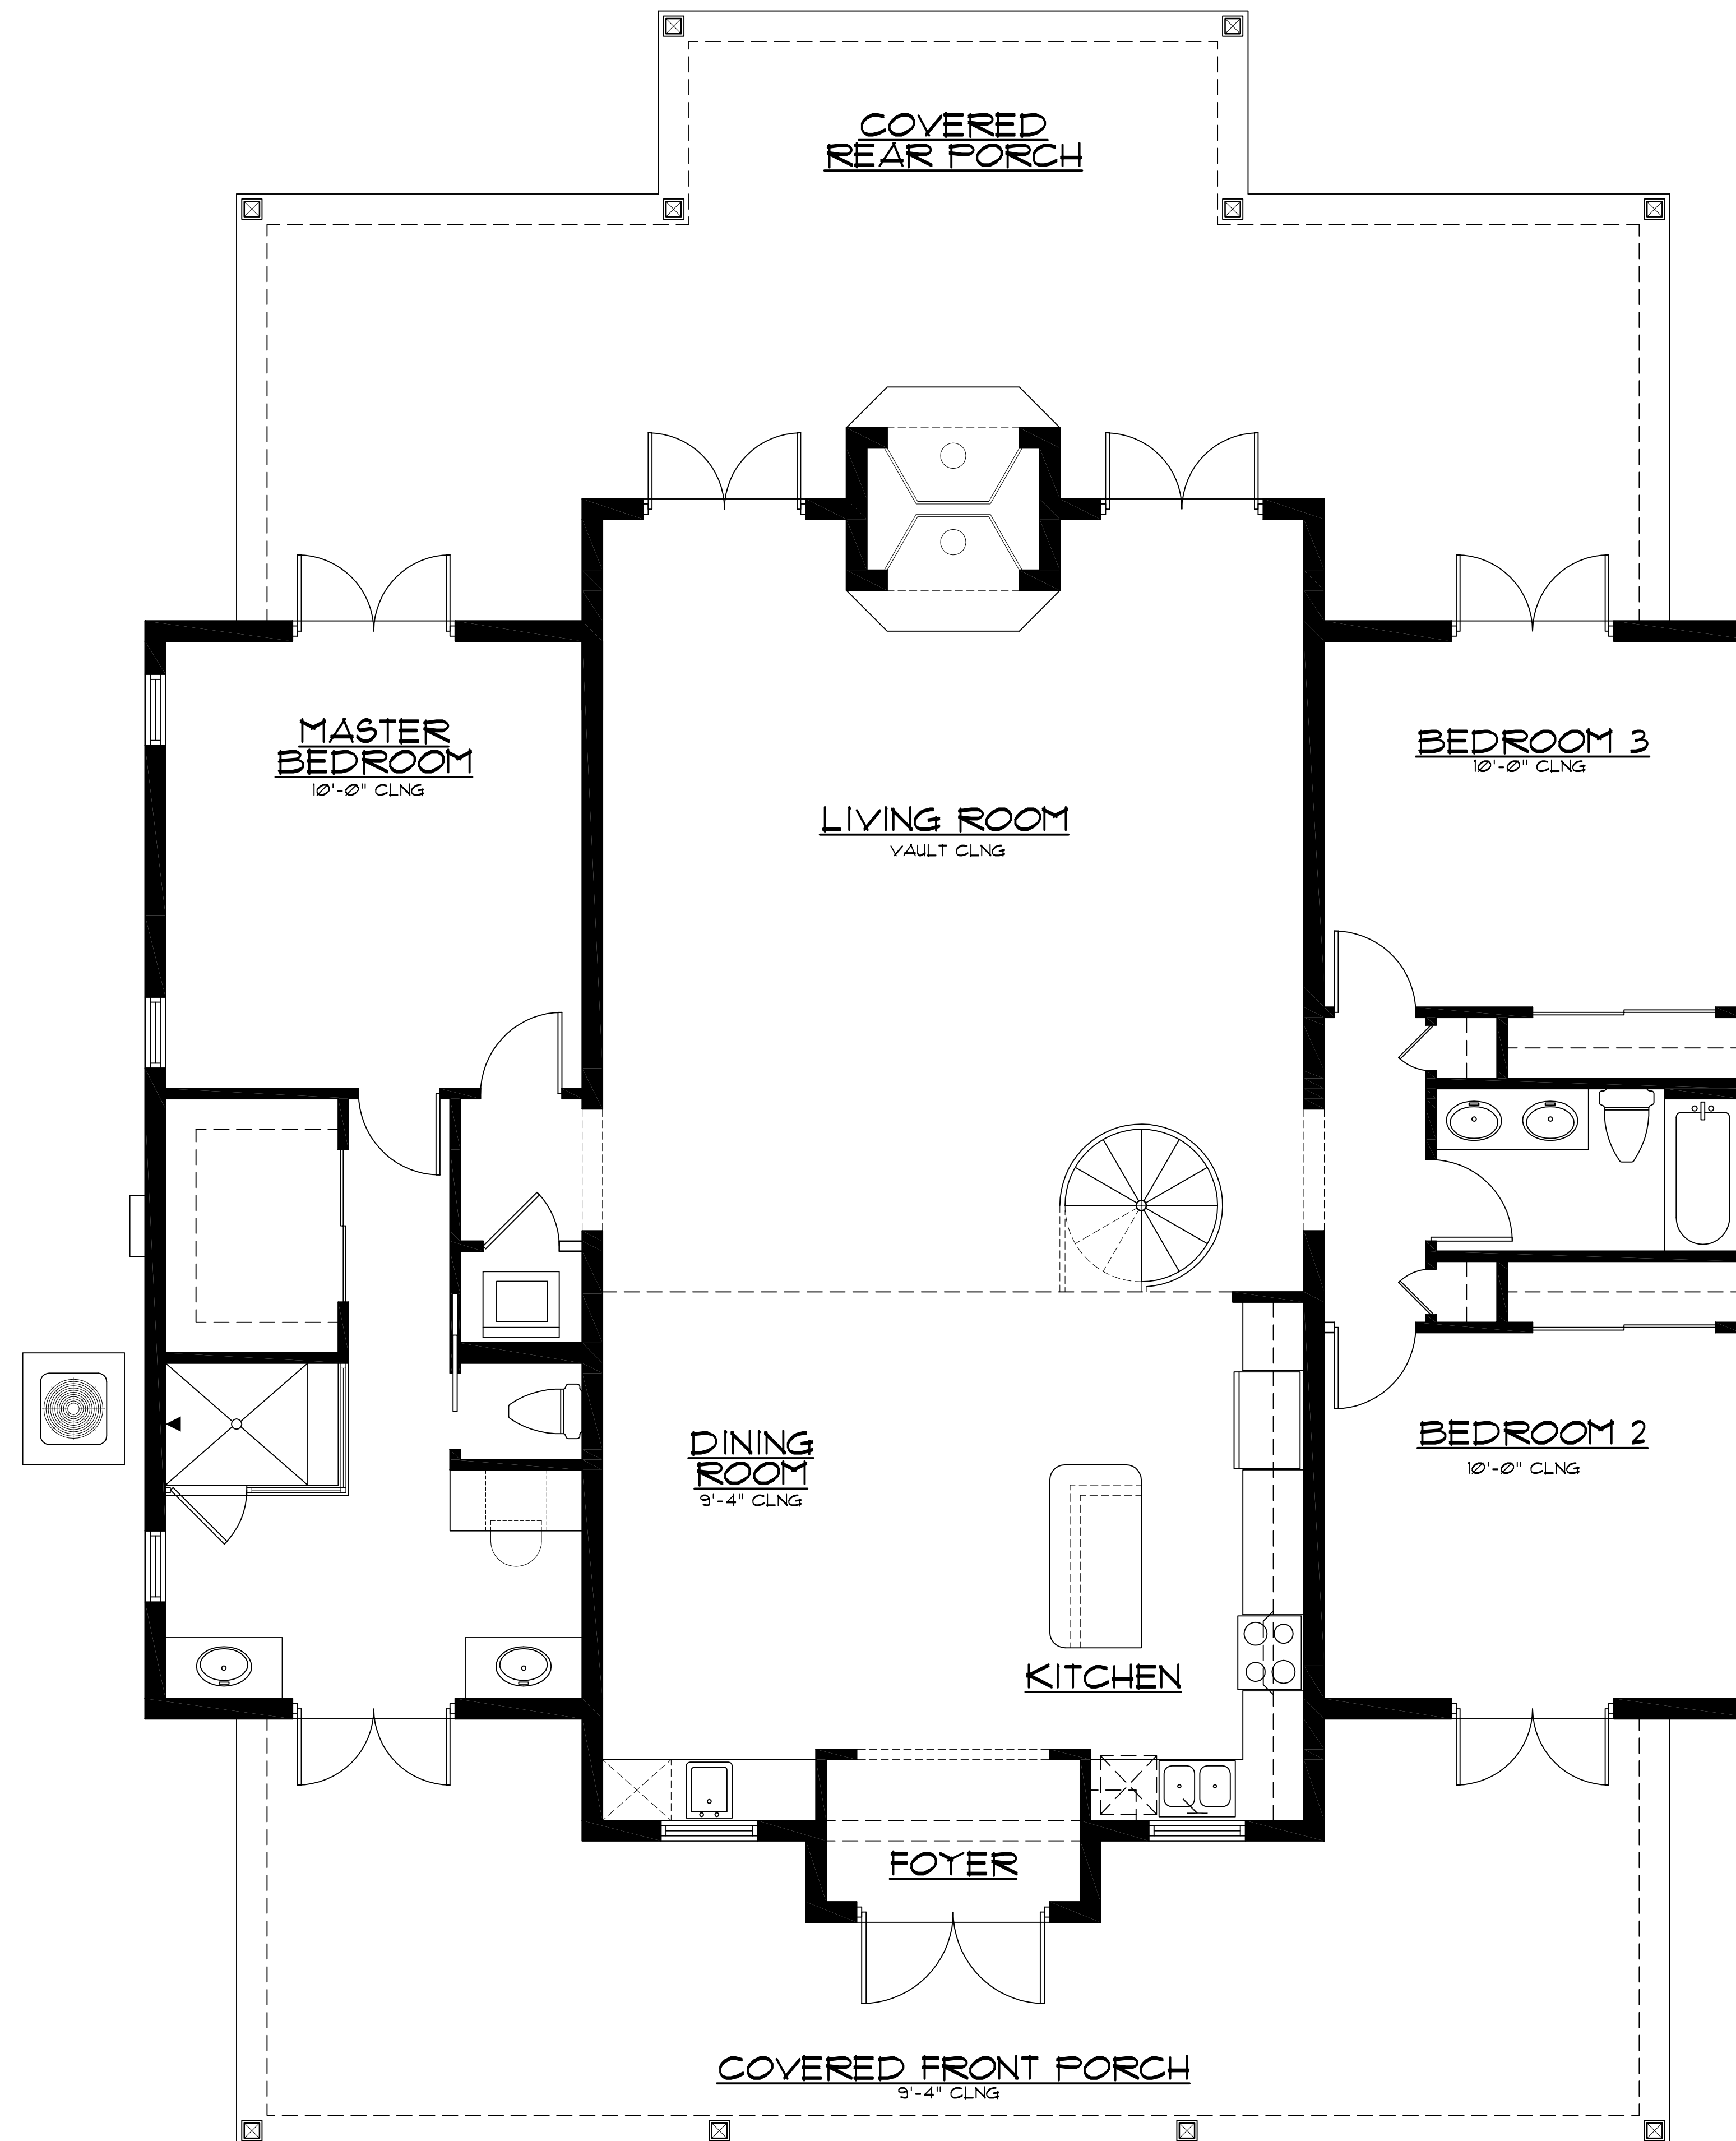 COVERED
REAR PORCH
MASTER
BEDROOM
10'-0" CLNG
BEDROOM 3
10'-0" CLNG
LIVING ROOM
VAULT CLNG
DINING
ROOM
9'-4" CLNG
BEDROOM 2
10'-0" CLNG
KITCHEN
FOYER
COVERED FRONT PORCH
9'-4" CLNG